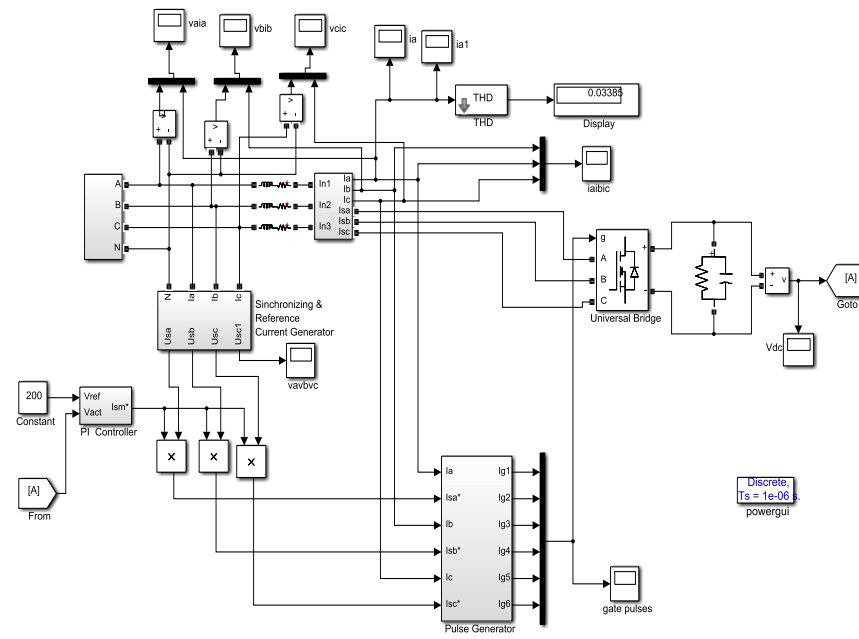 vaia
vbib
vcic
ia
ia1
THD
THD
0.03385
Display
+ -
+ -
+ -
iaibic
A
B
C
N
In1
In2
In3
Ia
Ib
Ic
Isa
Isb
Isc
g
A
B
C
+
-
Universal Bridge
+
-
v
[A]
Goto
Vdc
N
Ia
Ib
Ic
Usa
Usb
Usc
Usc1
Sinchronizing &
Reference
Current Generator
vavbvc
200
Constant
Vref
Vact
Ism*
PI Controller
×
×
×
[A]
From
Ia
Isa*
Ib
Isb*
Ic
Isc*
Ig1
Ig2
Ig3
Ig4
Ig5
Ig6
Pulse Generator
gate pulses
Discrete,
Ts = 1e-06 s.
powergui